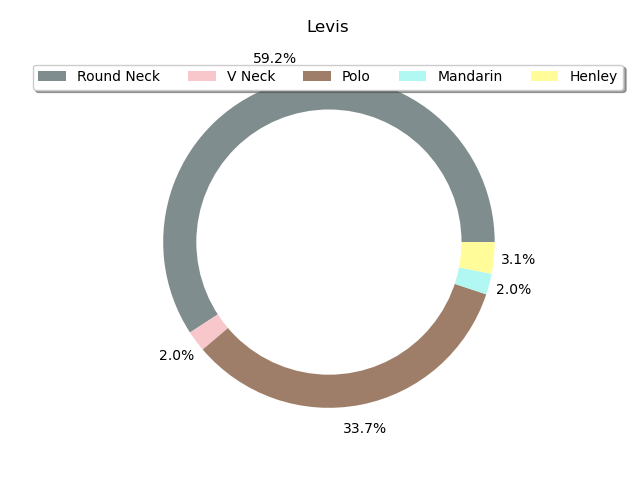 Levis
59.2%
Round Neck V Neck Polo Mandarin Henley
3.1%
2.0%
2.0%
33.7%